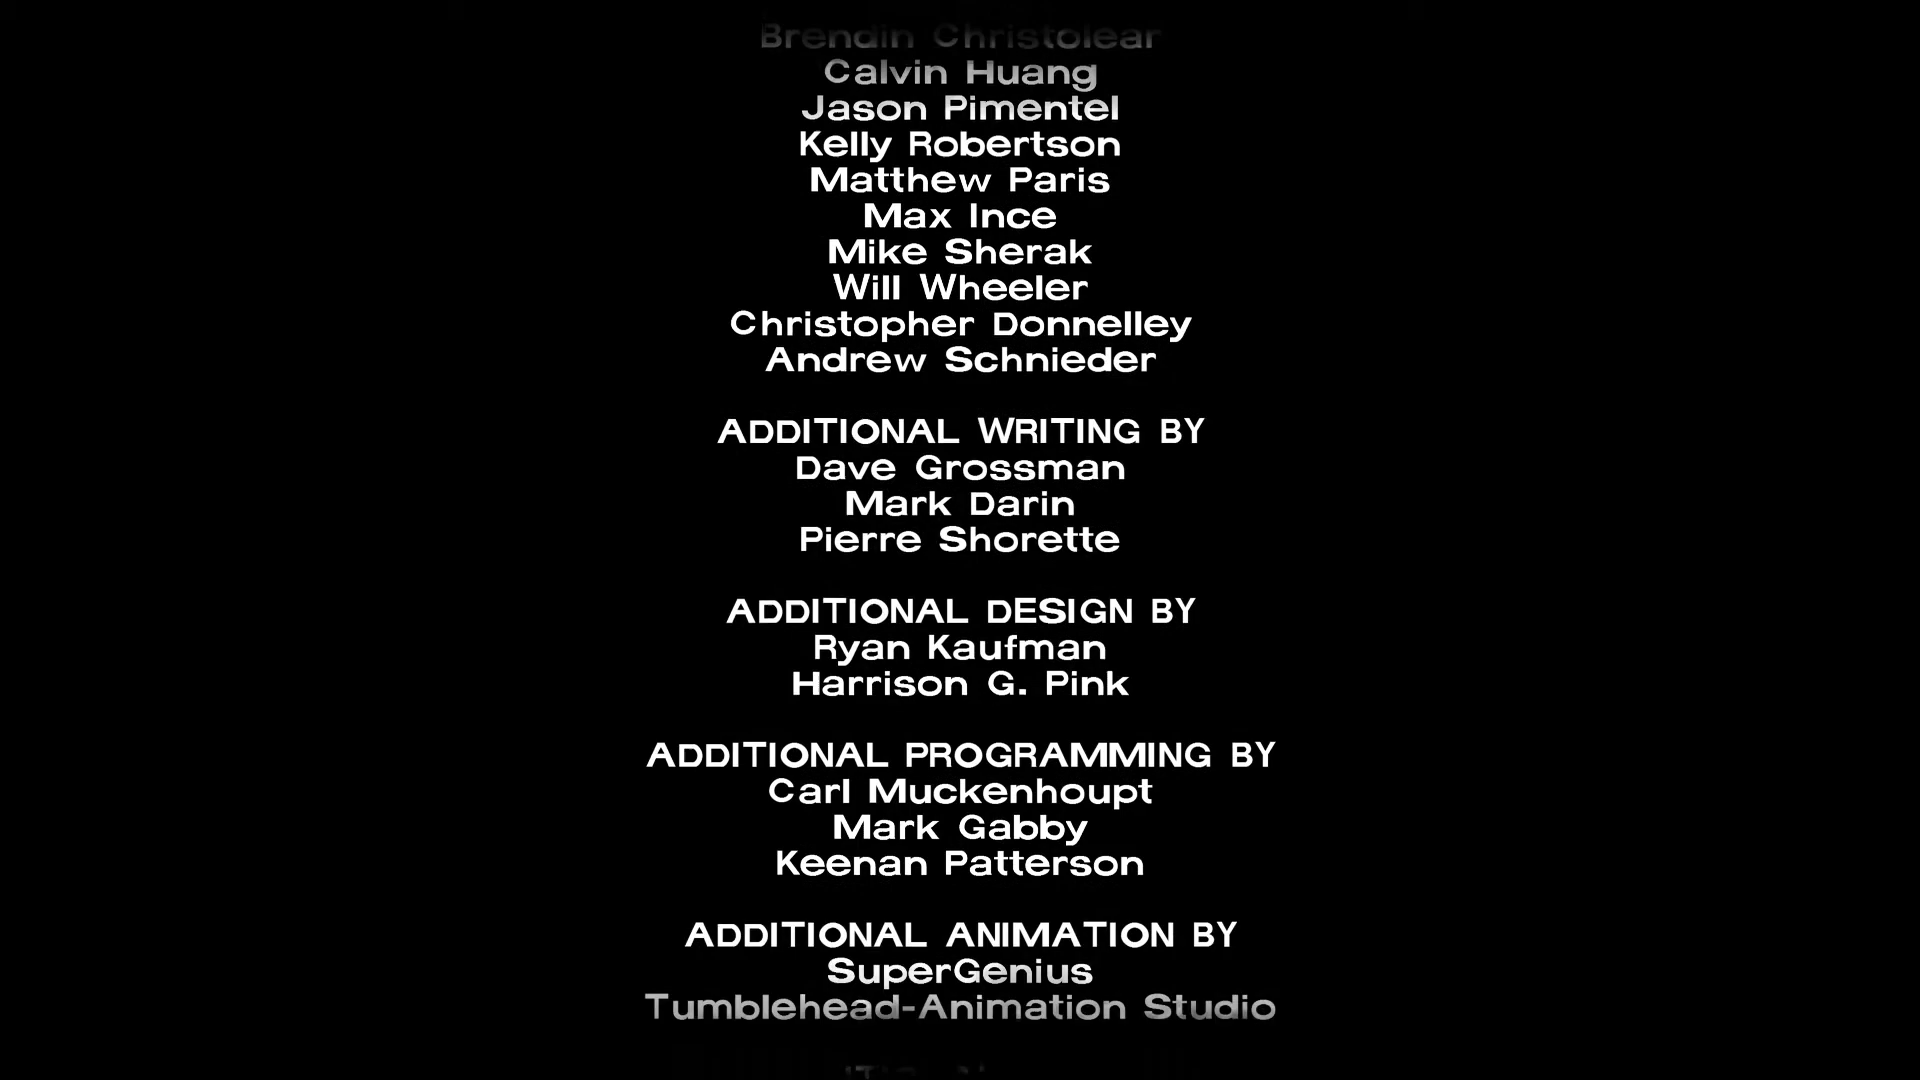 Brendin Christolear
Calvin Huang
Jason Pimentel
Kelly Robertson
Matthew Paris
Max Ince
Mike Sherak
Will Wheeler
Christopher Donnelley
Andrew Schnieder
ADDITIONAL WRITING BY
Dave Grossman
Mark Darin
Pierre Shorette
ADDITIONAL DESIGN BY
Ryan Kaufman
Harrison G. Pink
ADDITIONAL PROGRAMMING BY
Carl Muckenhoupt
Mark Gabby
Keenan Patterson
ADDITIONAL ANIMATION BY
SuperGenius
Tumblehead-Animation Studio